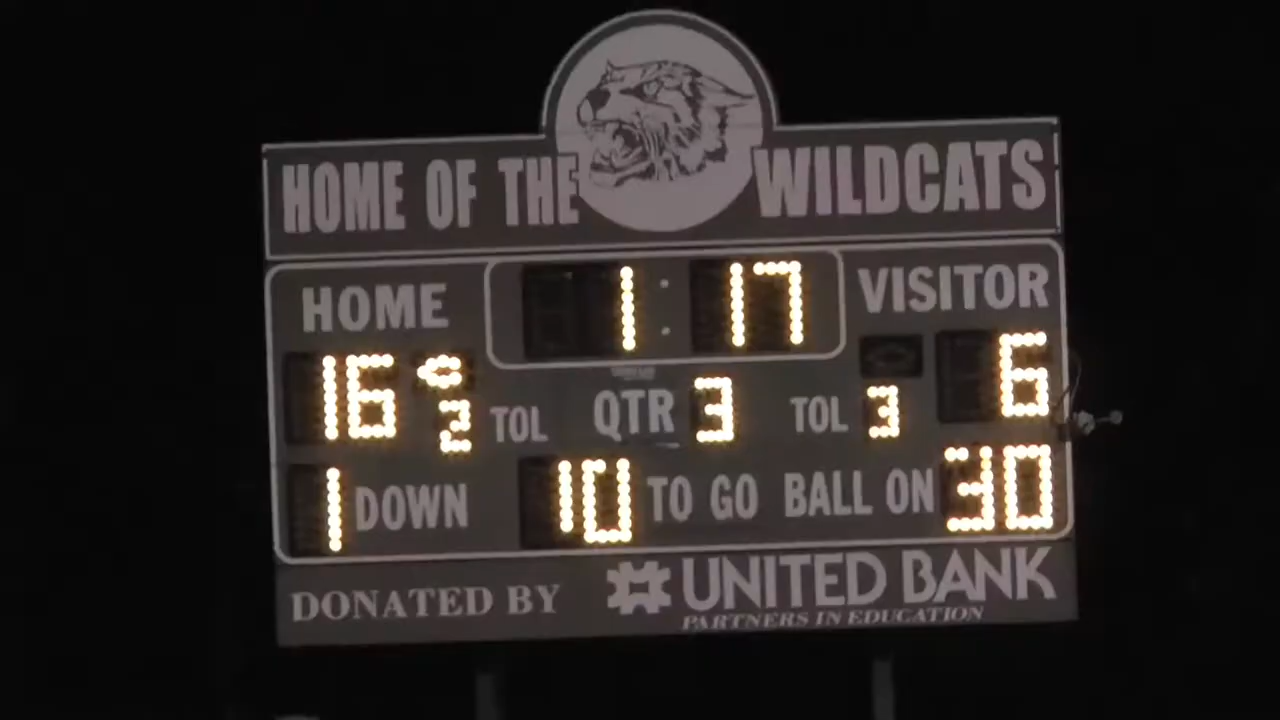 HOME OF THE WILDCATS
HOME 1:17 VISITOR
16 2 TOL QTR 3 TOL 3 6
1 DOWN 10 TO GO BALL ON 30
DONATED BY UNITED BANK
PARTNERS IN EDUCATION